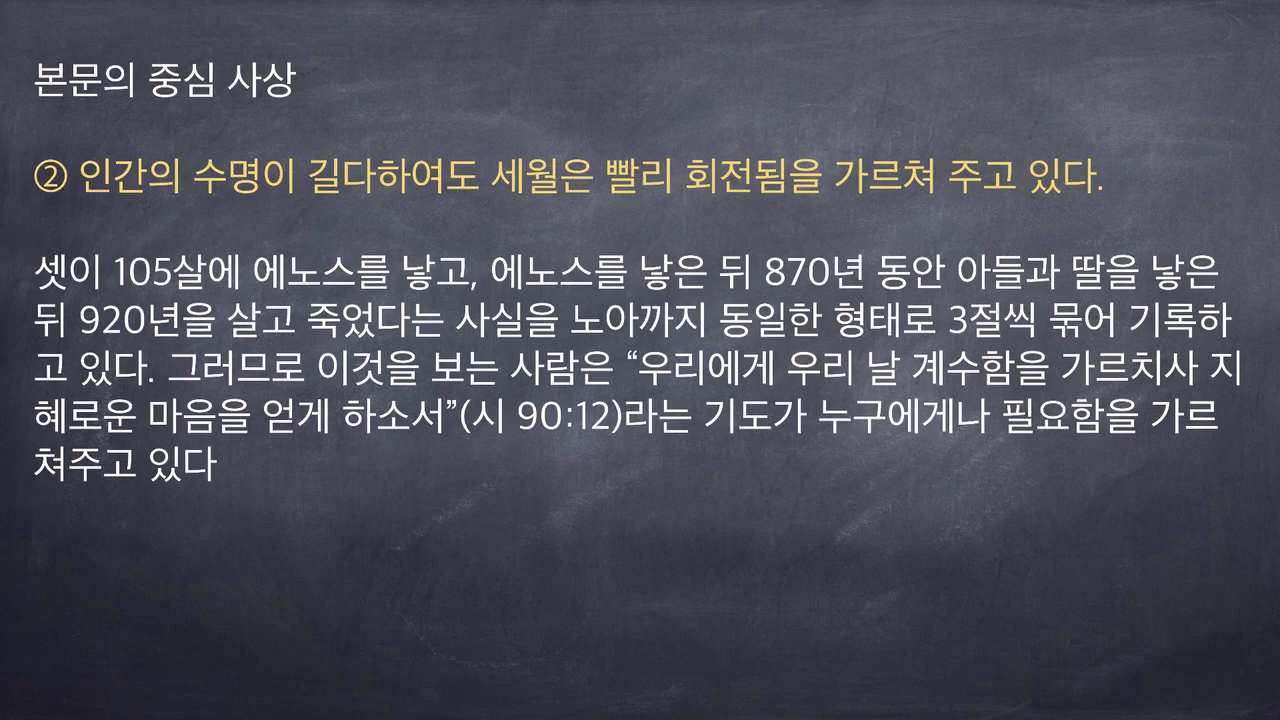 본문의 중심 사상
② 인간의 수명이 길다하여도 세월은 빨리 회전됨을 가르쳐 주고 있다.
셋이 105살에 에노스를 낳고, 에노스를 낳은 뒤 870년 동안 아들과 딸을 낳은
뒤 920년을 살고 죽었다는 사실을 노아까지 동일한 형태로 3절씩 묶어 기록하
고 있다. 그러므로 이것을 보는 사람은 “우리에게 우리 날 계수함을 가르치사 지
혜로운 마음을 얻게 하소서”(시 90:12)라는 기도가 누구에게나 필요함을 가르
쳐주고 있다